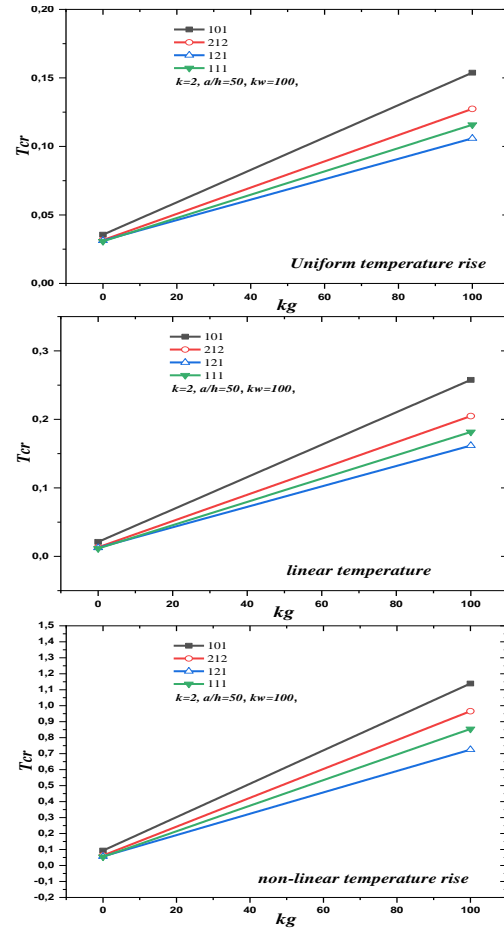 0,20
0,15
0,10
0,05
0,00
Tcr
101
212
121
111
k=2, a/h=50, kw=100,
Uniform temperature rise
0 20 40 60 80 100
kg
0,3
0,2
0,1
0,0
Tcr
101
212
121
111
k=2, a/h=50, kw=100,
linear temperature
0 20 40 60 80 100
kg
1,5
1,4
1,3
1,2
1,1
1,0
0,9
0,8
0,7
0,6
0,5
0,4
0,3
0,2
0,1
0,0
-0,1
-0,2
Tcr
101
212
121
111
k=2, a/h=50, kw=100,
non-linear temperature rise
0 20 40 60 80 100
kg